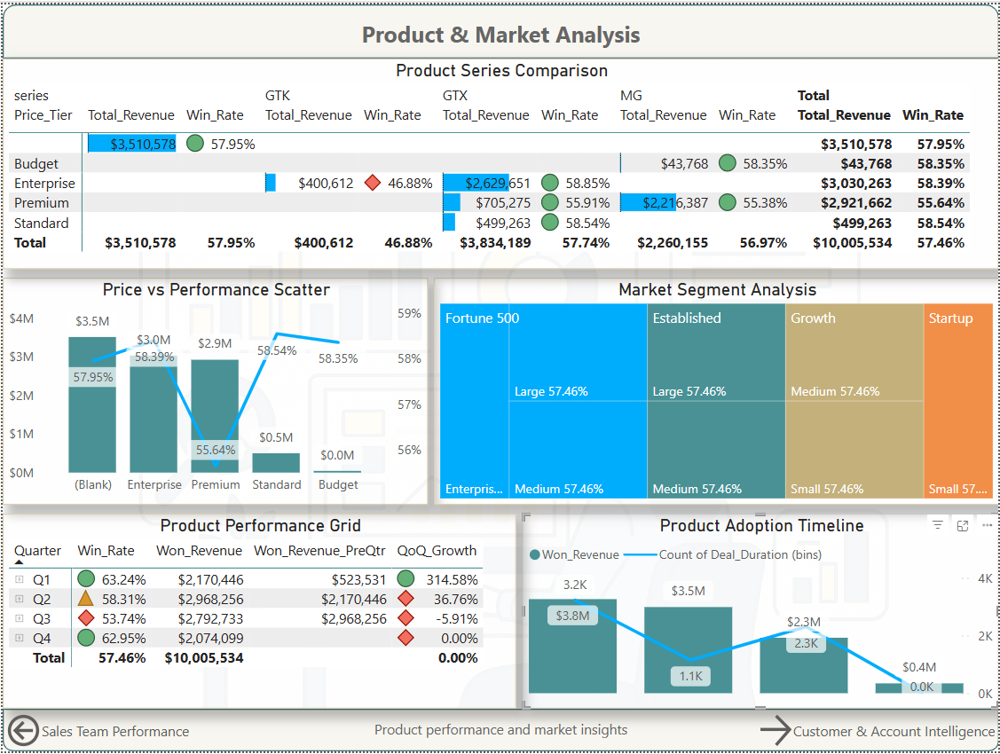 Product & Market Analysis
Product Series Comparison
series GTK GTX MG Total
Price_Tier Total_Revenue Win_Rate Total_Revenue Win_Rate Total_Revenue Win_Rate Total_Revenue Win_Rate Total_Revenue Win_Rate
$3,510,578 57.95% $3,510,578 57.95%
Budget $43,768 58.35% $43,768 58.35%
Enterprise $400,612 46.88% $2,629,651 58.85% $3,030,263 58.39%
Premium $705,275 55.91% $2,216,387 55.38% $2,921,662 55.64%
Standard $499,263 58.54% $499,263 58.54%
Total $3,510,578 57.95% $400,612 46.88% $3,834,189 57.74% $2,260,155 56.97% $10,005,534 57.46%
Price vs Performance Scatter
$4M
$3M
$2M
$1M
$0M
$3.5M
$3.0M
$2.9M
$0.5M
$0.0M
57.95%
58.39%
55.64%
58.54%
58.35%
59%
58%
57%
56%
(Blank) Enterprise Premium Standard Budget
Market Segment Analysis
Fortune 500 Established Growth Startup
Large 57.46% Large 57.46% Medium 57.46%
Enterpris... Medium 57.46% Medium 57.46% Small 57.46% Small 57....
Product Performance Grid
Quarter Win_Rate Won_Revenue Won_Revenue_PreQtr QoQ_Growth
Q1 63.24% $2,170,446 $523,531 314.58%
Q2 58.31% $2,968,256 $2,170,446 36.76%
Q3 53.74% $2,792,733 $2,968,256 -5.91%
Q4 62.95% $2,074,099 0.00%
Total 57.46% $10,005,534 0.00%
Product Adoption Timeline
Won_Revenue Count of Deal_Duration (bins)
3.2K
$3.8M
$3.5M
1.1K
$2.3M
2.3K
$0.4M
0.0K
4K
2K
0K
Sales Team Performance
Product performance and market insights
Customer & Account Intelligence